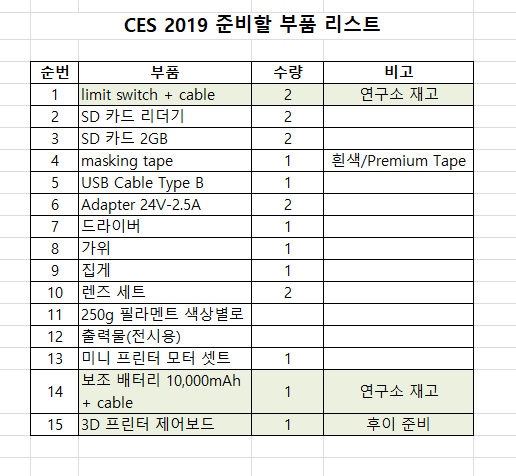 CES 2019 준비할 부품 리스트
순번 부품 수량 비고
1 limit switch + cable 2 연구소 재고
2 SD 카드 리더기 2
3 SD 카드 2GB 2
4 masking tape 1 흰색/Premium Tape
5 USB Cable Type B 1
6 Adapter 24V-2.5A 2
7 드라이버 1
8 가위 1
9 집게 1
10 렌즈 세트 2
11 250g 필라멘트 색상별로
12 출력물(전시용)
13 미니 프린터 모터 셋트 1
14 보조 배터리 10,000mAh 1 연구소 재고
+ cable
15 3D 프린터 제어보드 1 후이 준비